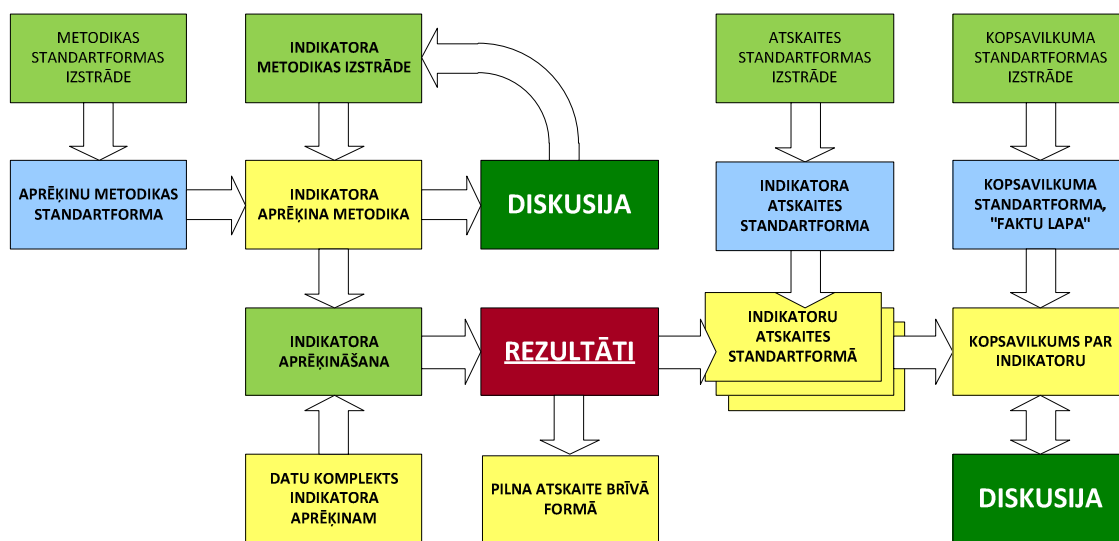 METODIKAS
STANDARTFORMAS
IZSTRĀDE
INDIKATORA
METODIKAS IZSTRĀDE
ATSKAITES
STANDARTFORMAS
IZSTRĀDE
KOPSAVILKUMA
STANDARTFORMAS
IZSTRĀDE
APRĒĶINU METODIKAS
STANDARTFORMA
INDIKATORA
APRĒĶINA METODIKA
DISKUSIJA
INDIKATORA
ATSKAITES
STANDARTFORMA
KOPSAVILKUMA
STANDARTFORMA,
"FAKTU LAPA"
INDIKATORA
APRĒĶINĀŠANA
REZULTĀTI
INDIKATORU
ATSKAITES
STANDARTFORMĀ
KOPSAVILKUMS PAR
INDIKATORU
DATU KOMPLEKTS
INDIKATORA
APRĒĶINAM
PILNA ATSKAITE BRĪVĀ
FORMĀ
DISKUSIJA